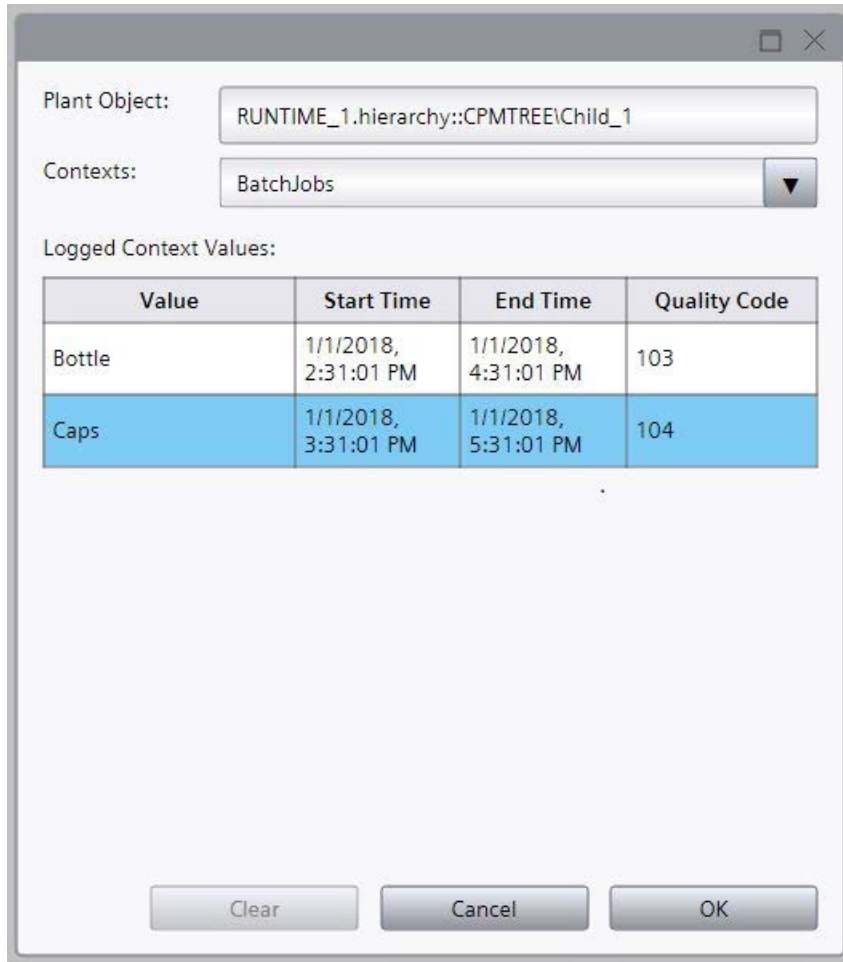 Plant Object: RUNTIME_1.hierarchy::CPMTREE\Child_1
Contexts: BatchJobs
Logged Context Values:
Value Start Time End Time Quality Code
Bottle 1/1/2018, 2:31:01 PM 1/1/2018, 4:31:01 PM 103
Caps 1/1/2018, 3:31:01 PM 1/1/2018, 5:31:01 PM 104
Clear Cancel OK